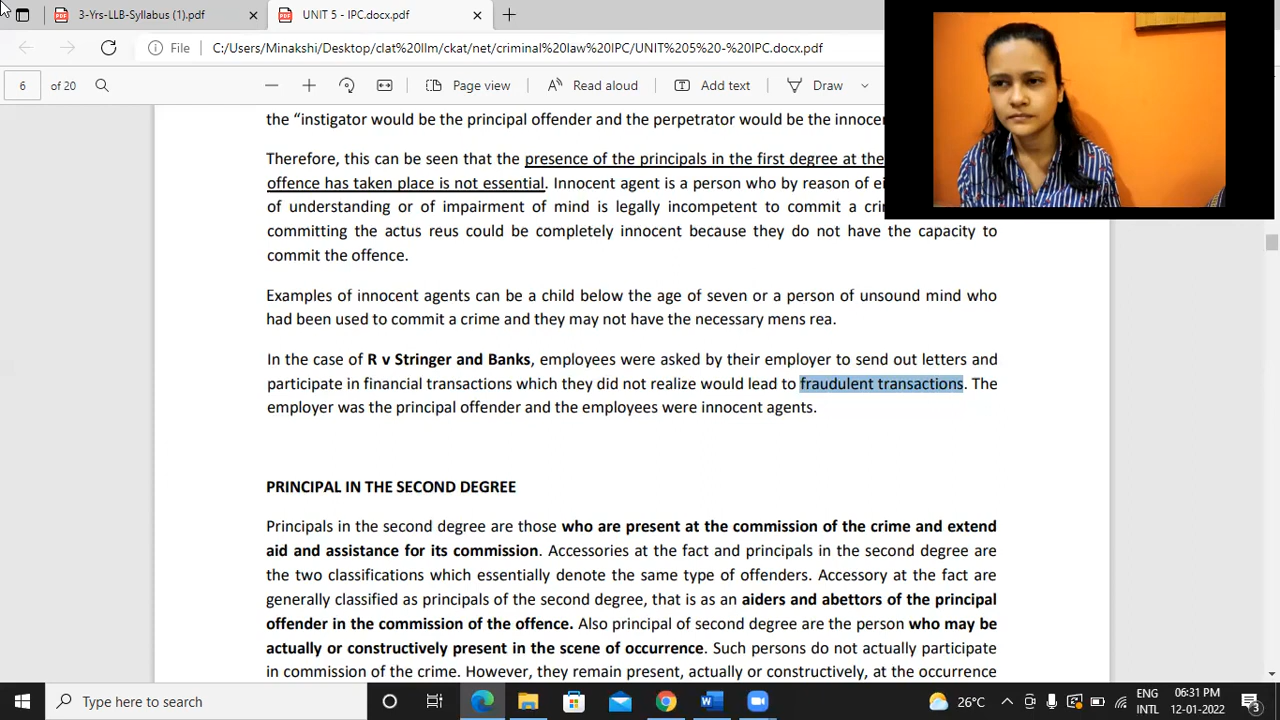 3-Yrs-LLB-Syllabus (1).pdf
UNIT 5 - IPC.docx.pdf
File
C:/Users/Minakshi/Desktop/clat%20llm/ckat/net/criminal%20law%20IPC/UNIT%205%20-%20IPC.docx.pdf
6 of 20
Page view
Read aloud
Add text
Draw
the “instigator would be the principal offender and the perpetrator would be the innoce
Therefore, this can be seen that the presence of the principals in the first degree at the
offence has taken place is not essential. Innocent agent is a person who by reason of ei
of understanding or of impairment of mind is legally incompetent to commit a cri
committing the actus reus could be completely innocent because they do not have the capacity to
commit the offence.
Examples of innocent agents can be a child below the age of seven or a person of unsound mind who
had been used to commit a crime and they may not have the necessary mens rea.
In the case of R v Stringer and Banks, employees were asked by their employer to send out letters and
participate in financial transactions which they did not realize would lead to fraudulent transactions. The
employer was the principal offender and the employees were innocent agents.
PRINCIPAL IN THE SECOND DEGREE
Principals in the second degree are those who are present at the commission of the crime and extend
aid and assistance for its commission. Accessories at the fact and principals in the second degree are
the two classifications which essentially denote the same type of offenders. Accessory at the fact are
generally classified as principals of the second degree, that is as an aiders and abettors of the principal
offender in the commission of the offence. Also principal of second degree are the person who may be
actually or constructively present in the scene of occurrence. Such persons do not actually participate
in commission of the crime. However, they remain present, actually or constructively, at the occurrence
Type here to search
26°C
ENG
INTL
06:31 PM
12-01-2022
3